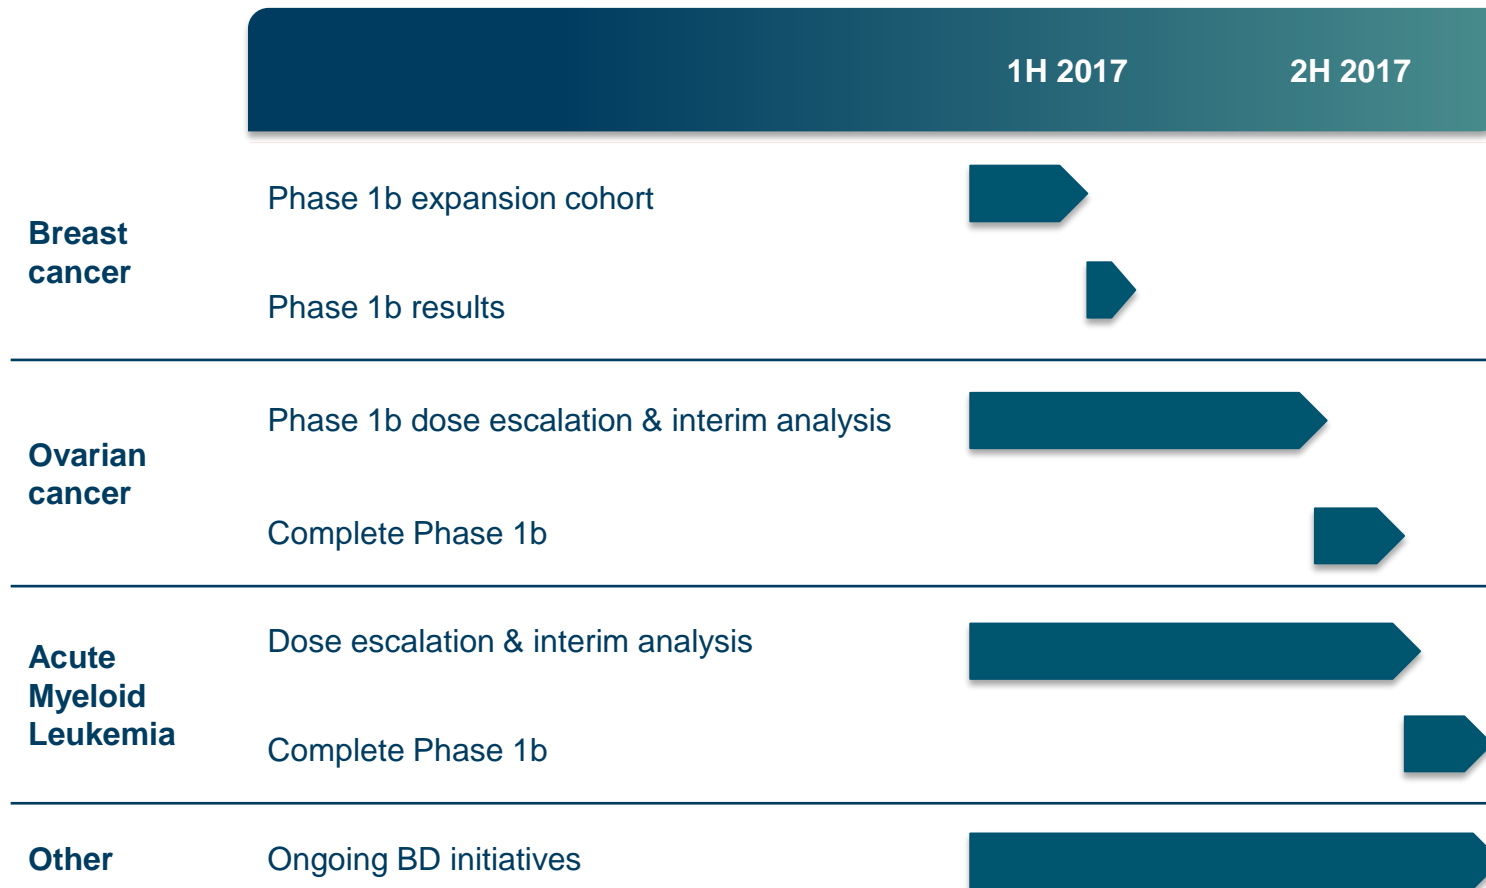 1H 2017 2H 2017
Breast
cancer
Phase 1b expansion cohort
Phase 1b results
Ovarian
cancer
Phase 1b dose escalation & interim analysis
Complete Phase 1b
Acute
Myeloid
Leukemia
Dose escalation & interim analysis
Complete Phase 1b
Other
Ongoing BD initiatives